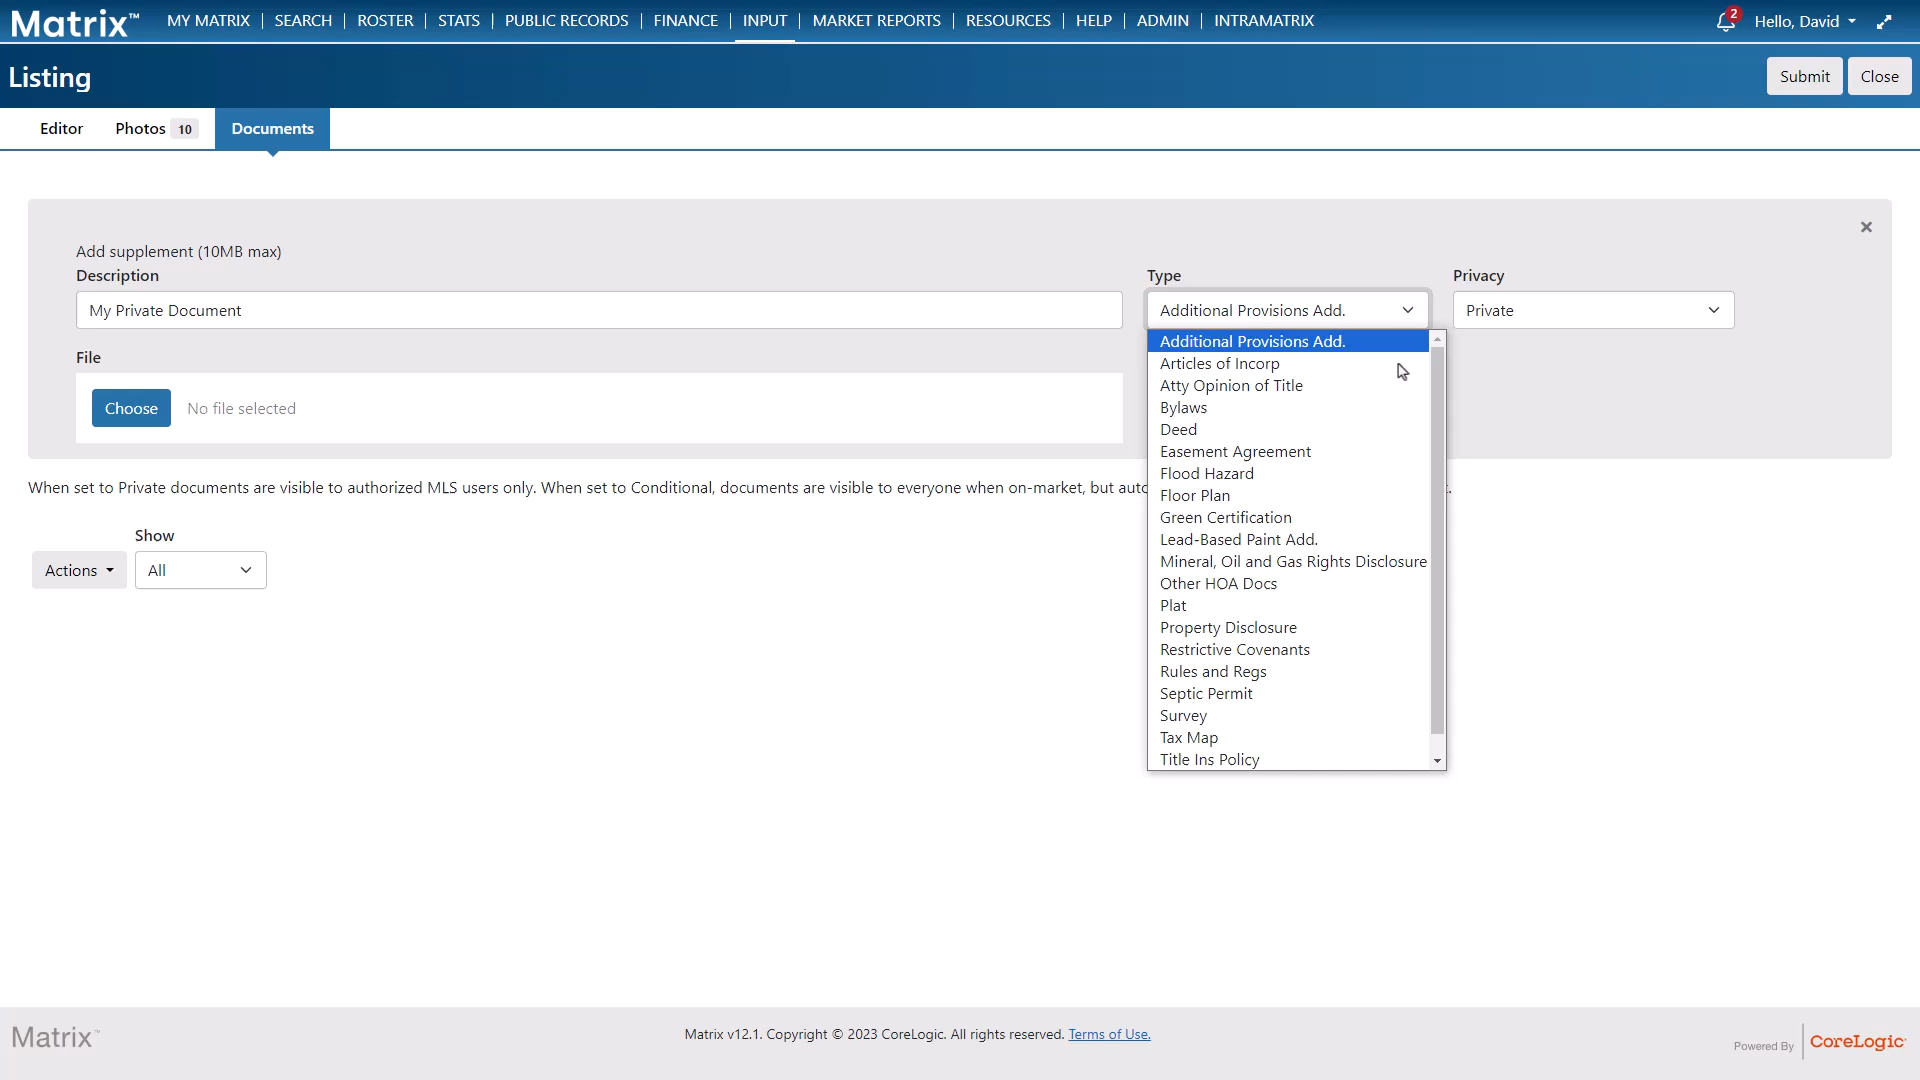 Matrix™ MY MATRIX SEARCH ROSTER STATS PUBLIC RECORDS FINANCE INPUT MARKET REPORTS RESOURCES HELP ADMIN INTRAMATRIX 2 Hello, David
Listing Submit Close
Editor Photos 10 Documents
Add supplement (10MB max)
Description Type Privacy
My Private Document Additional Provisions Add. Private
File
Choose No file selected
Additional Provisions Add.
Articles of Incorp
Atty Opinion of Title
Bylaws
Deed
Easement Agreement
Flood Hazard
Floor Plan
Green Certification
Lead-Based Paint Add.
Mineral, Oil and Gas Rights Disclosure
Other HOA Docs
Plat
Property Disclosure
Restrictive Covenants
Rules and Regs
Septic Permit
Survey
Tax Map
Title Ins Policy
When set to Private documents are visible to authorized MLS users only. When set to Conditional, documents are visible to everyone when on-market, but
Show
Actions All
Matrix™ Matrix v12.1. Copyright © 2023 CoreLogic. All rights reserved. Terms of Use. Powered By CoreLogic